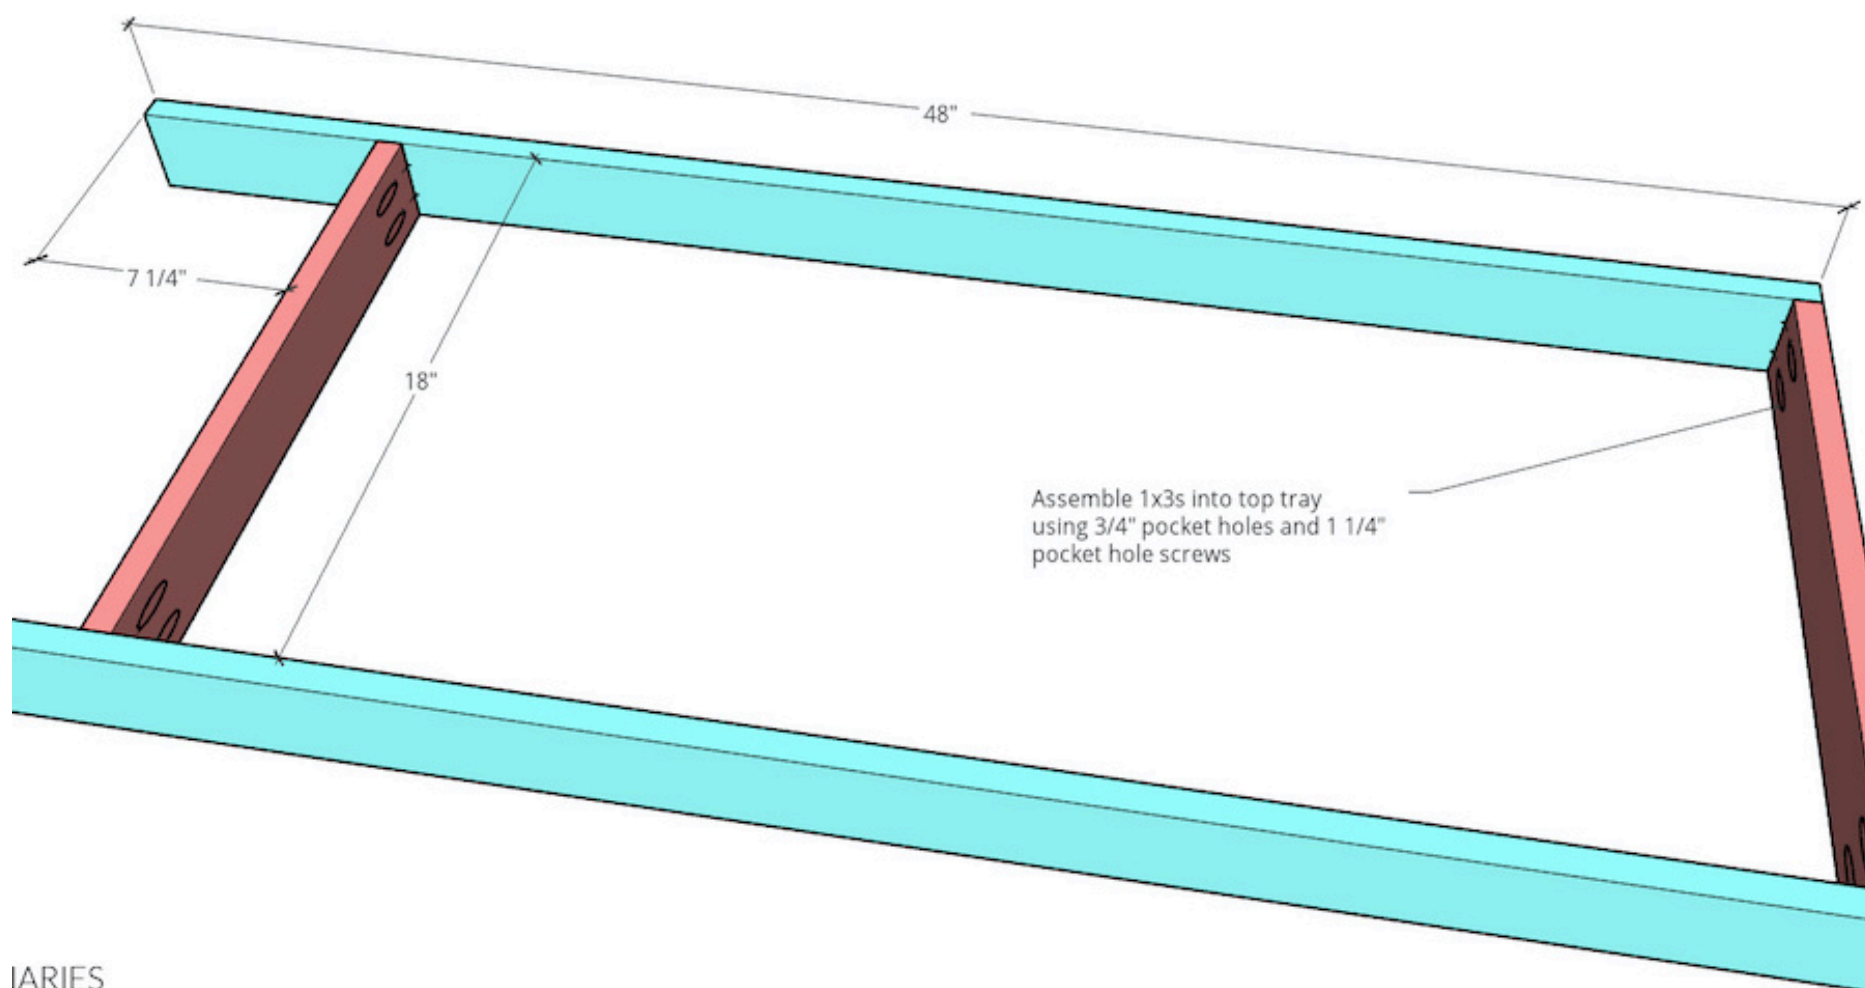 48"
7 1/4"
18"
Assemble 1x3s into top tray
using 3/4" pocket holes and 1 1/4"
pocket hole screws